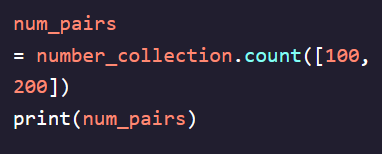 num_pairs
= number_collection.count([100,
200])
print(num_pairs)